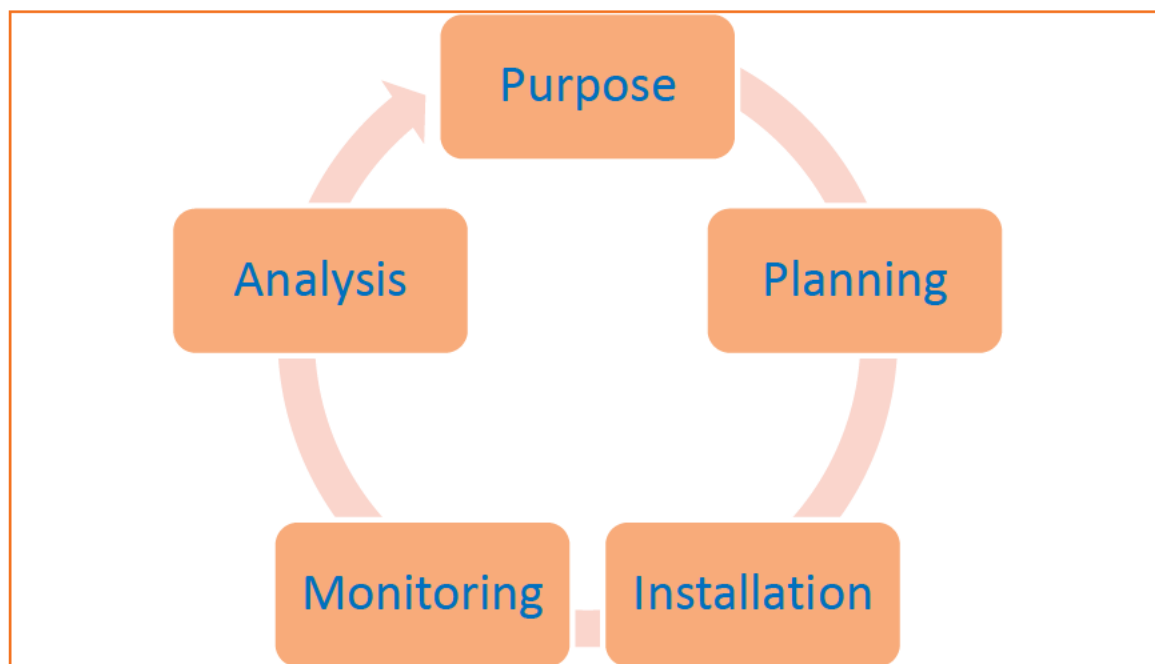 Purpose
Planning
Installation
Monitoring
Analysis